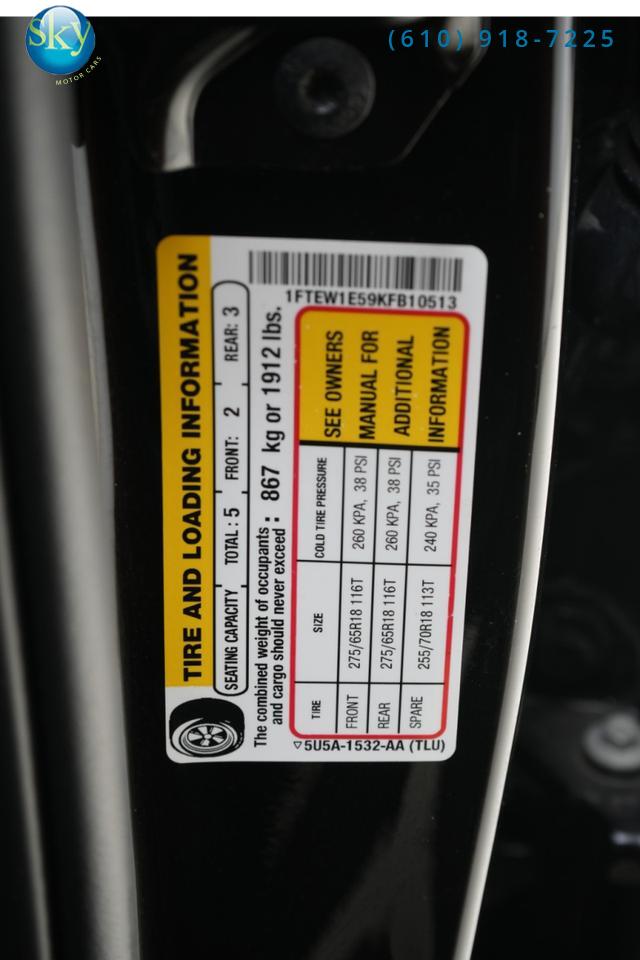 Sky
MOTOR CARS
(610) 918-7225
TIRE AND LOADING INFORMATION
SEATING CAPACITY TOTAL: 5 FRONT: 2 REAR: 3
The combined weight of occupants
and cargo should never exceed : 867 kg or 1912 lbs.
TIRE SIZE COLD TIRE PRESSURE
FRONT 275/65R18 116T 260 KPA, 38 PSI
REAR 275/65R18 116T 260 KPA, 38 PSI
SPARE 255/70R18 113T 240 KPA, 35 PSI
SEE OWNERS
MANUAL FOR
ADDITIONAL
INFORMATION
1FTEW1E59KFB10513
▽5U5A-1532-AA (TLU)